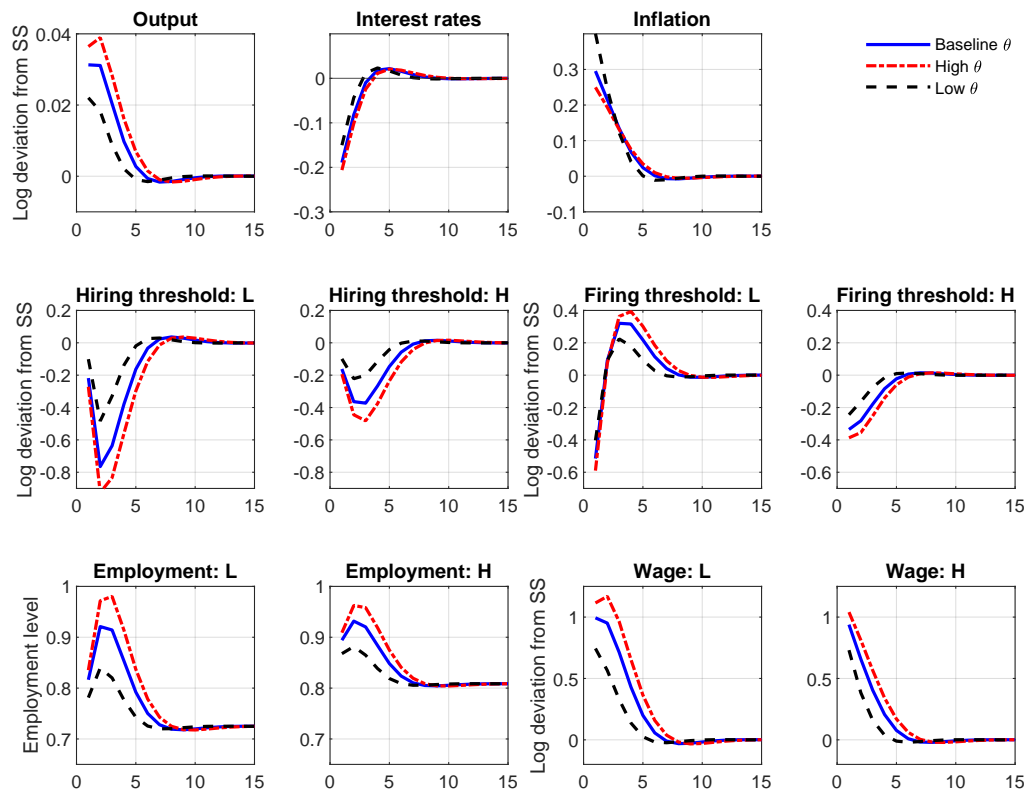 Output
Interest rates
Inflation
Log deviation from SS
0.04
0.02
0
0 5 10 15
0
-0.1
-0.2
-0.3
0 5 10 15
0.3
0.2
0.1
0
-0.1
0 5 10 15
Baseline θ
High θ
Low θ
Hiring threshold: L
Hiring threshold: H
Firing threshold: L
Firing threshold: H
Log deviation from SS
0.2
0
-0.2
-0.4
-0.6
-0.8
0 5 10 15
0.2
0
-0.2
-0.4
-0.6
-0.8
0 5 10 15
Log deviation from SS
0.4
0.2
0
-0.2
-0.4
-0.6
0 5 10 15
0.4
0.2
0
-0.2
-0.4
0.6
0 5 10 15
Employment: L
Employment: H
Wage: L
Wage: H
Employment level
1
0.9
0.8
0.7
0 5 10 15
1
0.9
0.8
0.7
0 5 10 15
Log deviation from SS
1
0.5
0
0 5 10 15
1
0.5
0
0 5 10 15